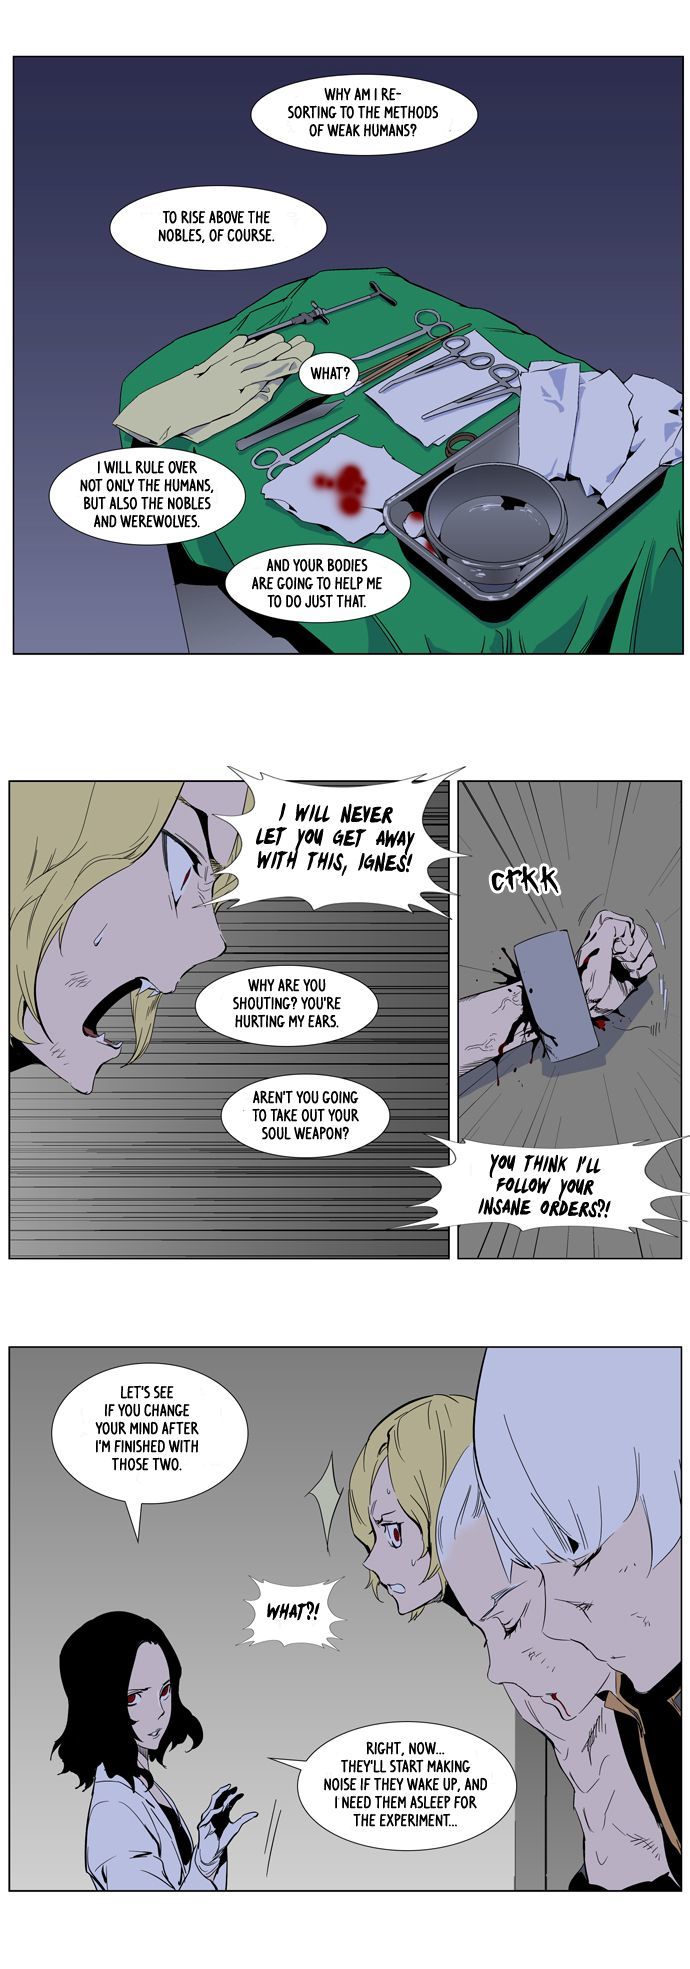 WHY AM I RE-
SORTING TO THE METHODS
OF WEAK HUMANS?
TO RISE ABOVE THE
NOBLES, OF COURSE.
WHAT?
I WILL RULE OVER
NOT ONLY THE HUMANS,
BUT ALSO THE NOBLES
AND WEREWOLVES.
AND YOUR BODIES
ARE GOING TO HELP ME
TO DO JUST THAT.
I WILL NEVER
LET YOU GET AWAY
WITH THIS, IGNES!
crkk
WHY ARE YOU
SHOUTING? YOU'RE
HURTING MY EARS.
AREN'T YOU GOING
TO TAKE OUT YOUR
SOUL WEAPON?
YOU THINK I'LL
FOLLOW YOUR
INSANE ORDERS?!
LET'S SEE
IF YOU CHANGE
YOUR MIND AFTER
I'M FINISHED WITH
THOSE TWO.
WHAT?!
RIGHT, NOW...
THEY'LL START MAKING
NOISE IF THEY WAKE UP, AND
I NEED THEM ASLEEP FOR
THE EXPERIMENT...